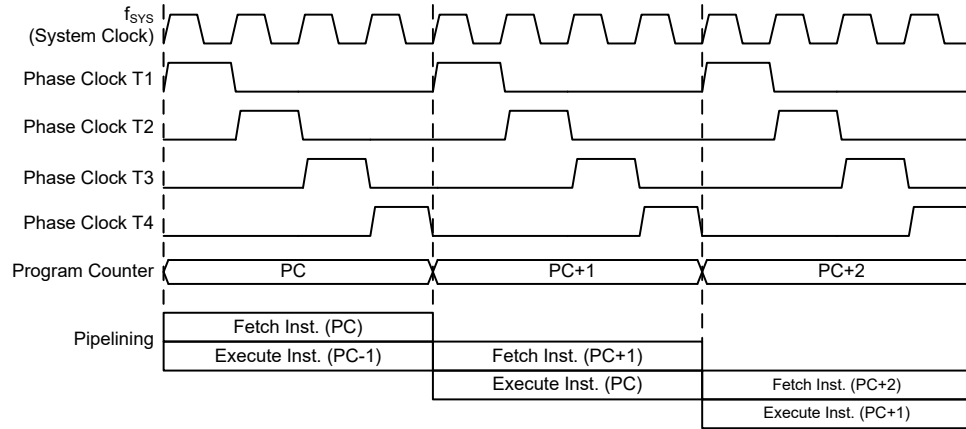 fSYS
(System Clock)
Phase Clock T1
Phase Clock T2
Phase Clock T3
Phase Clock T4
Program Counter
PC
PC+1
PC+2
Pipelining
Fetch Inst. (PC)
Execute Inst. (PC-1)
Fetch Inst. (PC+1)
Execute Inst. (PC)
Fetch Inst. (PC+2)
Execute Inst. (PC+1)